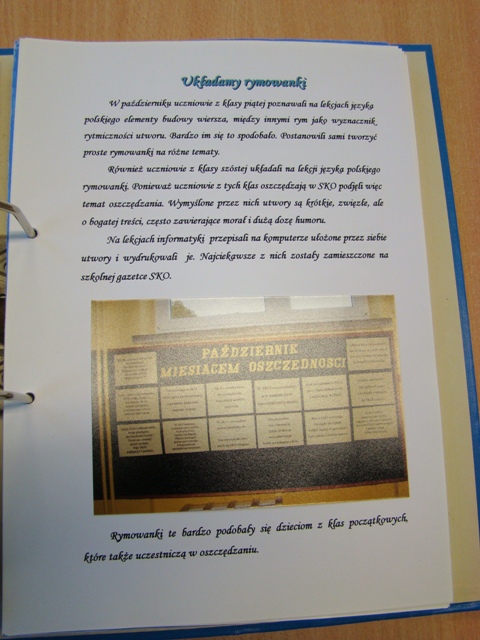 Układamy rymowanki
W październiku uczniowie z klasy piątej poznawali na lekcjach języka
polskiego elementy budowy wiersza, między innymi rym jako wyznacznik
rytmiczności utworu. Bardzo im się to spodobało. Postanowili sami tworzyć
proste rymowanki na różne tematy.
Również uczniowie z klasy szóstej układali na lekcji języka polskiego
rymowanki. Ponieważ uczniowie z tych klas oszczędzają w SKO podjęli więc
temat oszczędzania. Wymyślone przez nich utwory są krótkie, zwięzłe, ale
o bogatej treści, często zawierające morał i dużą dozę humoru.
Na lekcjach informatyki przepisali na komputerze ułożone przez siebie
utwory i wydrukowali je. Najciekawsze z nich zostały zamieszczone na
szkolnej gazetce SKO.
PAŹDZIERNIK
MIESIĄCEM OSZCZĘDNOŚCI
Rymowanki te bardzo podobały się dzieciom z klas początkowych,
które także uczestniczą w oszczędzaniu.